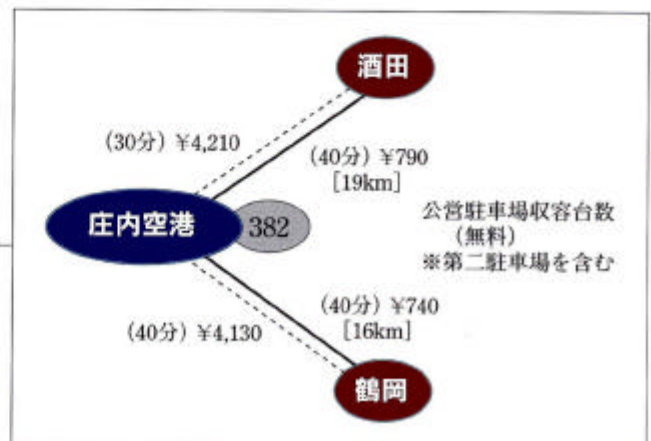 酒田
(30分) ¥4,210
(40分) ¥790
[19km]
庄内空港
382
公営駐車場収容台数
(無料)
※第二駐車場を含む
(40分) ¥740
[16km]
(40分) ¥4,130
鶴岡